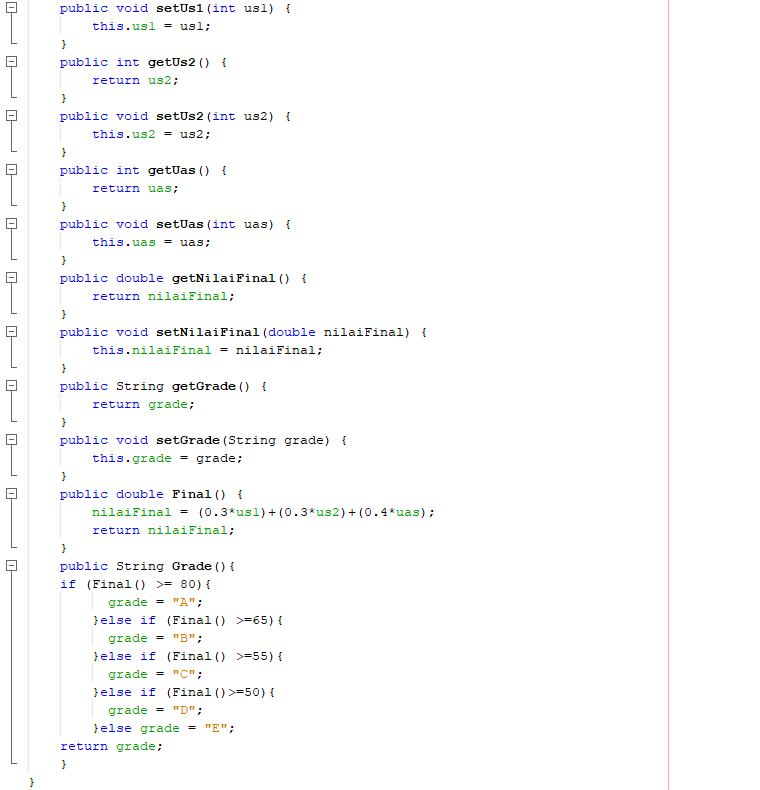 public void setUs1(int us1) {
this.us1 = us1;
}
public int getUs2() {
return us2;
}
public void setUs2(int us2) {
this.us2 = us2;
}
public int getUas() {
return uas;
}
public void setUas(int uas) {
this.uas = uas;
}
public double getNilaiFinal() {
return nilaiFinal;
}
public void setNilaiFinal(double nilaiFinal) {
this.nilaiFinal = nilaiFinal;
}
public String getGrade() {
return grade;
}
public void setGrade(String grade) {
this.grade = grade;
}
public double Final() {
nilaiFinal = (0.3*us1)+(0.3*us2)+(0.4*uas);
return nilaiFinal;
}
public String Grade(){
if (Final() >= 80){
grade = "A";
}else if (Final() >=65){
grade = "B";
}else if (Final() >=55){
grade = "C";
}else if (Final()>=50){
grade = "D";
}else grade = "E";
return grade;
}
}